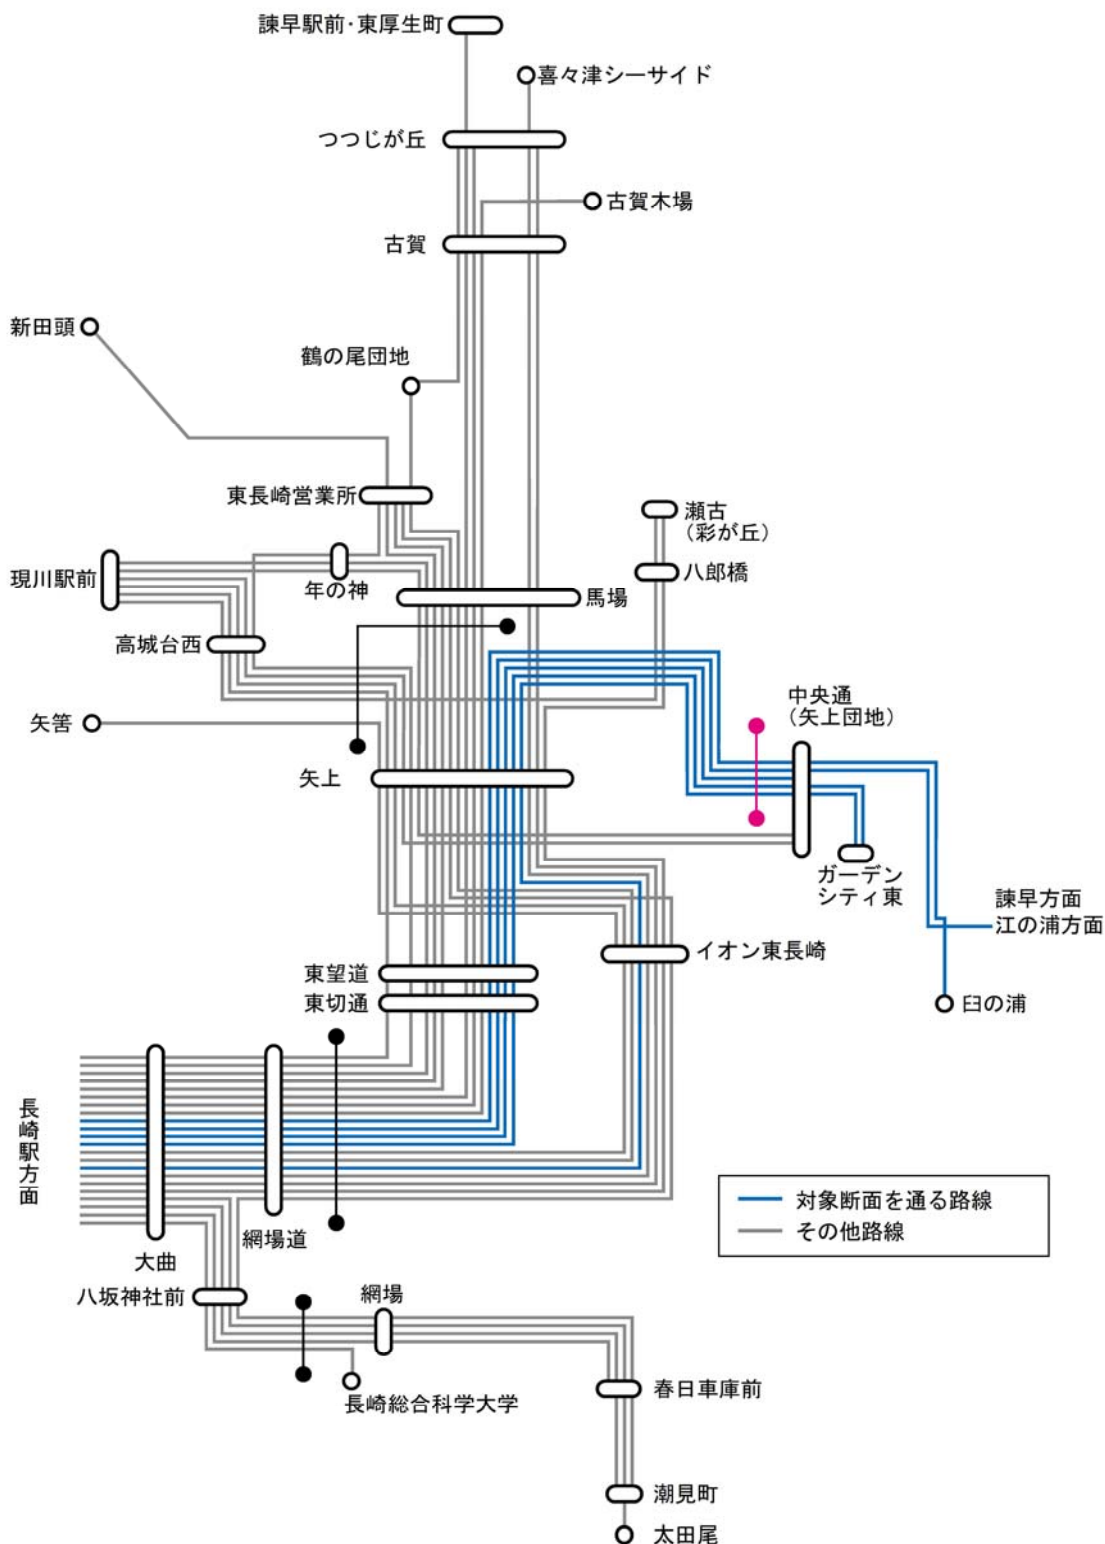 諫早駅前・東厚生町
喜々津シーサイド
つつじが丘
古賀木場
古賀
新田頭
鶴の尾団地
東長崎営業所
瀬古
（彩が丘）
八郎橋
現川駅前
年の神
馬場
高城台西
中央通
（矢上団地）
矢筈
矢上
ガーデン
シティ東
諫早方面
江の浦方面
イオン東長崎
東望道
東切通
臼の浦
長崎駅方面
対象断面を通る路線
その他路線
網場道
大曲
八坂神社前
網場
長崎総合科学大学
春日車庫前
潮見町
太田尾